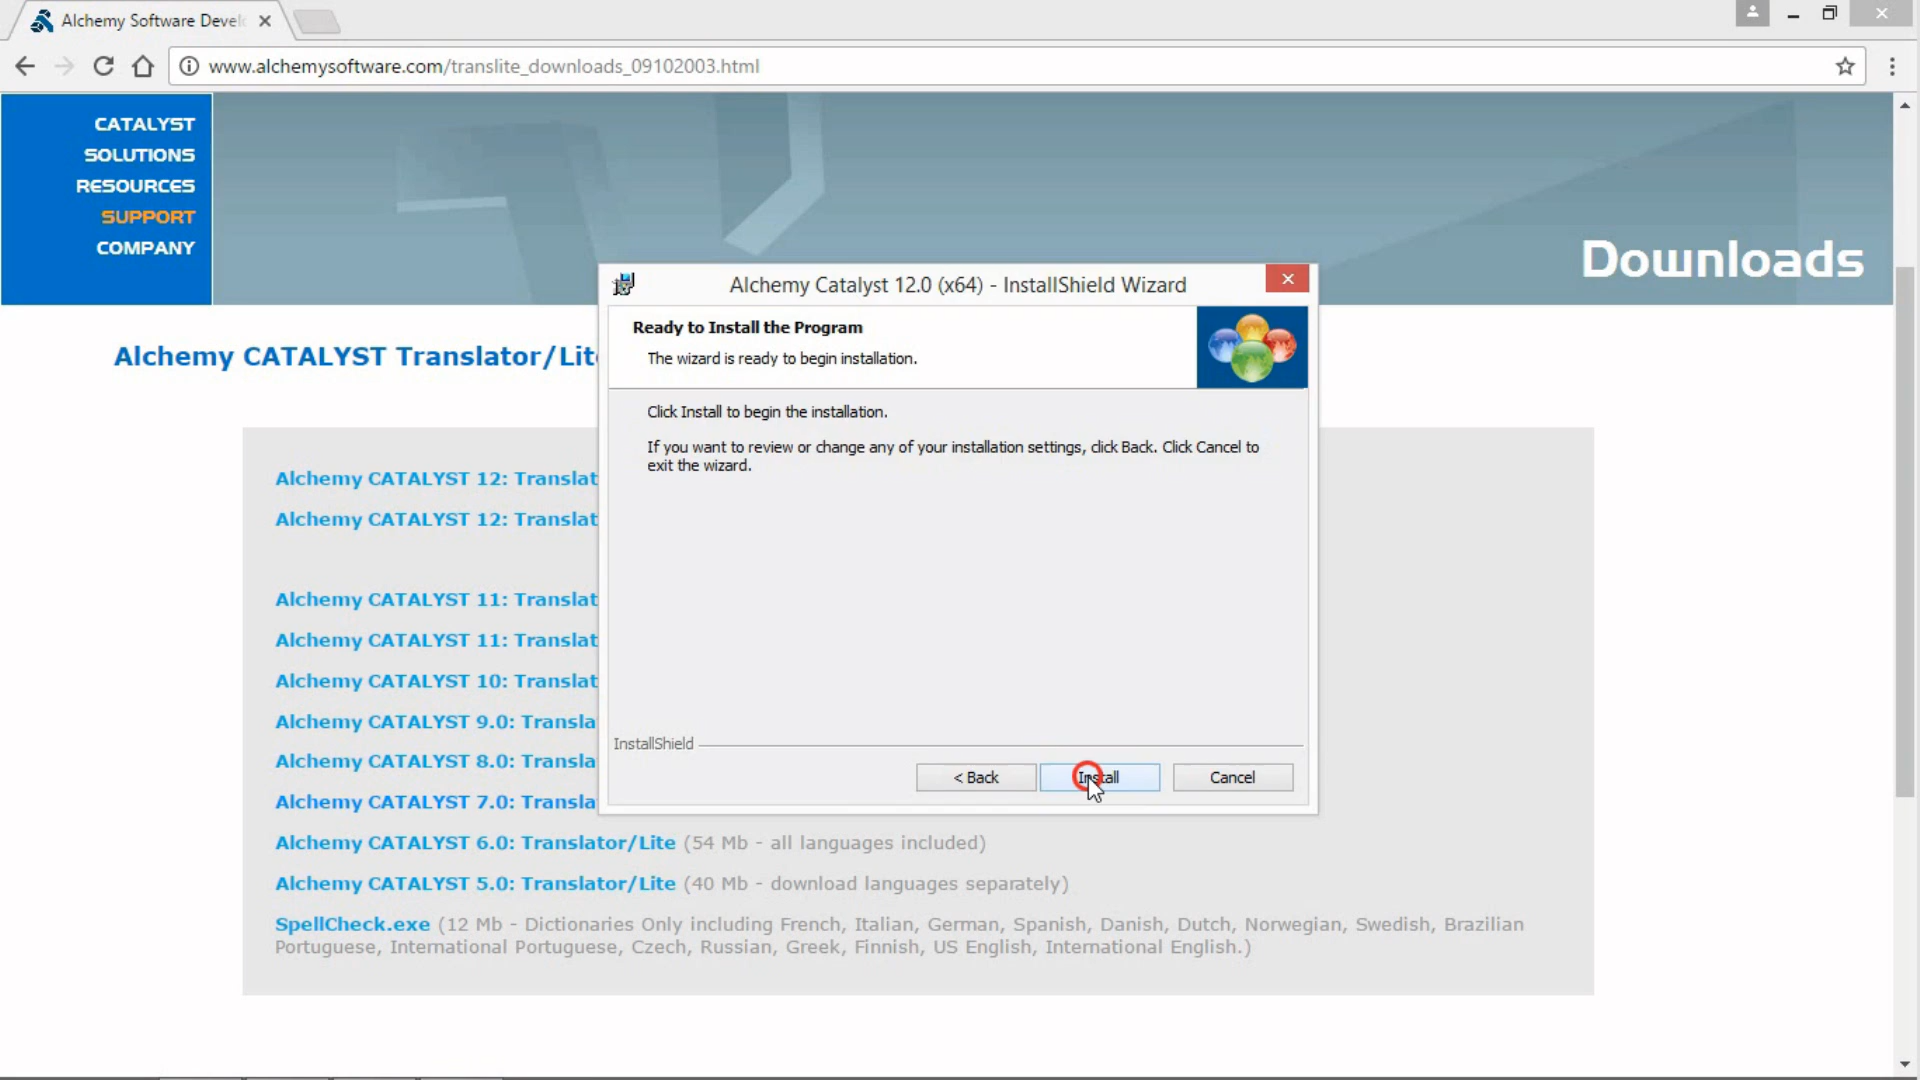 Alchemy Software Devel
www.alchemysoftware.com/translite_downloads_09102003.html
CATALYST
SOLUTIONS
RESOURCES
SUPPORT
COMPANY
Downloads
Alchemy CATALYST Translator/Lite
Alchemy CATALYST 12: Translat
Alchemy CATALYST 12: Translat
Alchemy CATALYST 11: Translat
Alchemy CATALYST 11: Translat
Alchemy CATALYST 10: Translat
Alchemy CATALYST 9.0: Transla
Alchemy CATALYST 8.0: Transla
Alchemy CATALYST 7.0: Transla
Alchemy CATALYST 6.0: Translator/Lite (54 Mb - all languages included)
Alchemy CATALYST 5.0: Translator/Lite (40 Mb - download languages separately)
SpellCheck.exe (12 Mb - Dictionaries Only including French, Italian, German, Spanish, Danish, Dutch, Norwegian, Swedish, Brazilian
Portuguese, International Portuguese, Czech, Russian, Greek, Finnish, US English, International English.)
Alchemy Catalyst 12.0 (x64) - InstallShield Wizard
Ready to Install the Program
The wizard is ready to begin installation.
Click Install to begin the installation.
If you want to review or change any of your installation settings, click Back. Click Cancel to
exit the wizard.
InstallShield
< Back
Install
Cancel